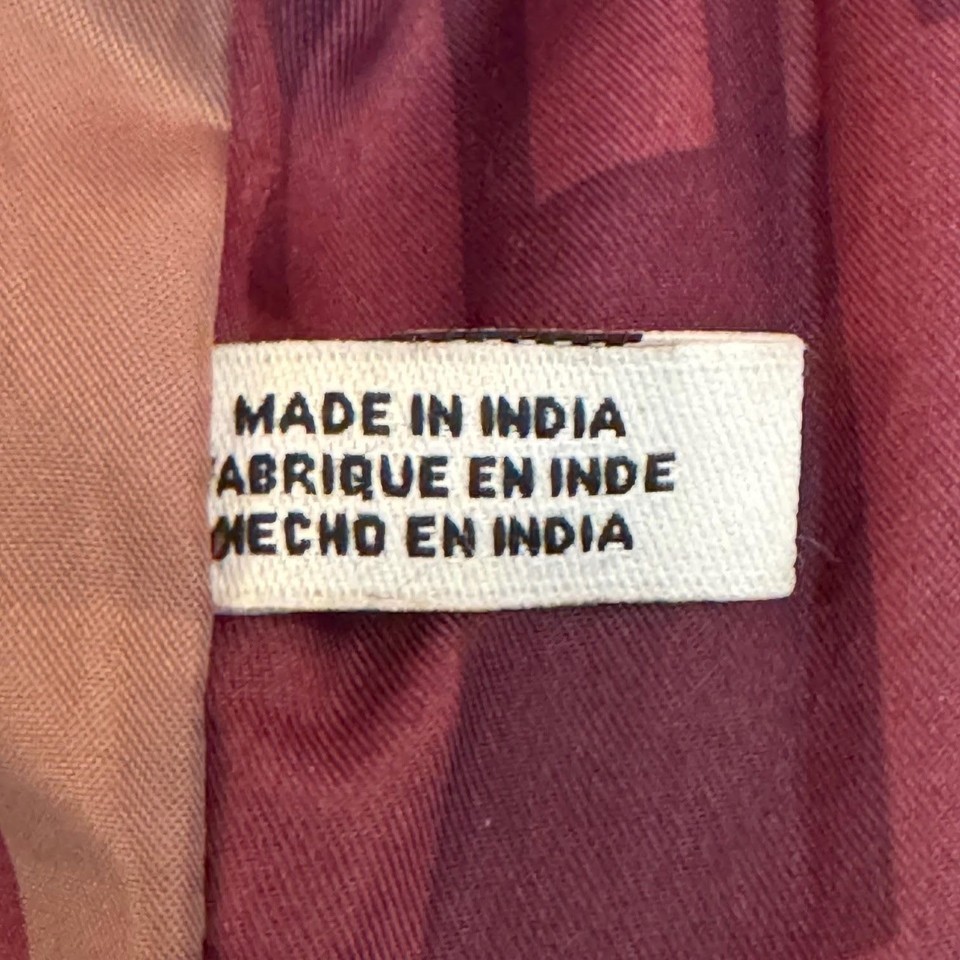 MADE IN INDIA
FABRIQUE EN INDE
HECHO EN INDIA